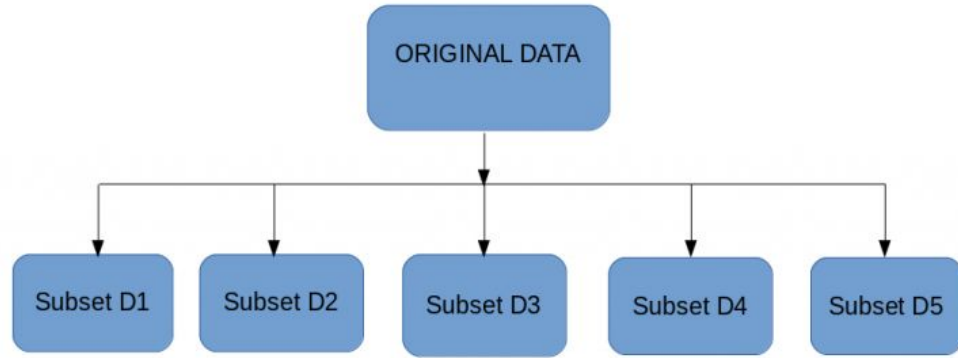 ORIGINAL DATA
Subset D1
Subset D2
Subset D3
Subset D4
Subset D5